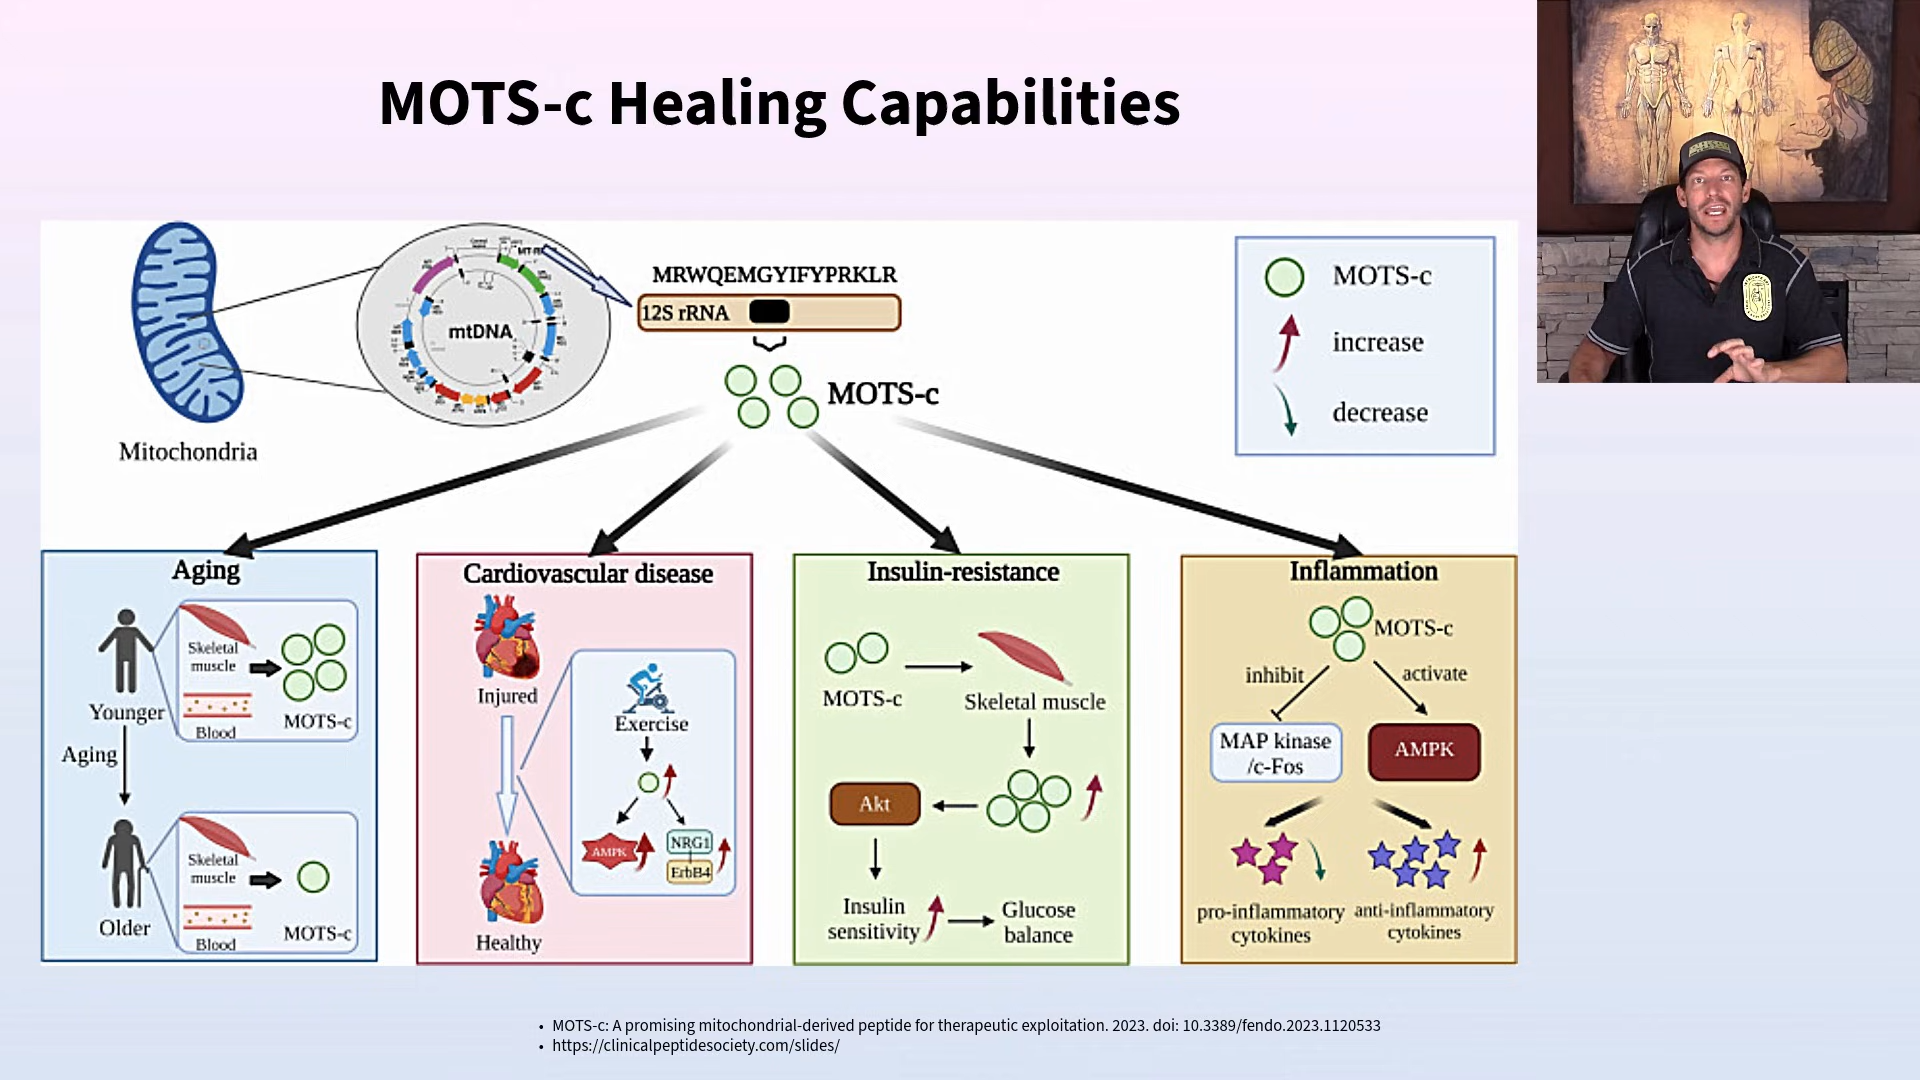 MOTS-c Healing Capabilities
mtDNA
MRWQEMGYIFYPRKLR
12S rRNA
MOTS-c
Mitochondria
MOTS-c
increase
decrease
Aging
Skeletal
muscle
Younger
Blood
MOTS-c
Aging
Skeletal
muscle
Older
Blood
MOTS-c
Cardiovascular disease
Injured
Exercise
AMPK
NRG1
ErbB4
Healthy
Insulin-resistance
MOTS-c
Skeletal muscle
Akt
Insulin
sensitivity
Glucose
balance
Inflammation
MOTS-c
inhibit
activate
MAP kinase
/c-Fos
AMPK
pro-inflammatory
cytokines
anti-inflammatory
cytokines
• MOTS-c: A promising mitochondrial-derived peptide for therapeutic exploitation. 2023. doi: 10.3389/fendo.2023.1120533
• https://clinicalpeptidesociety.com/slides/